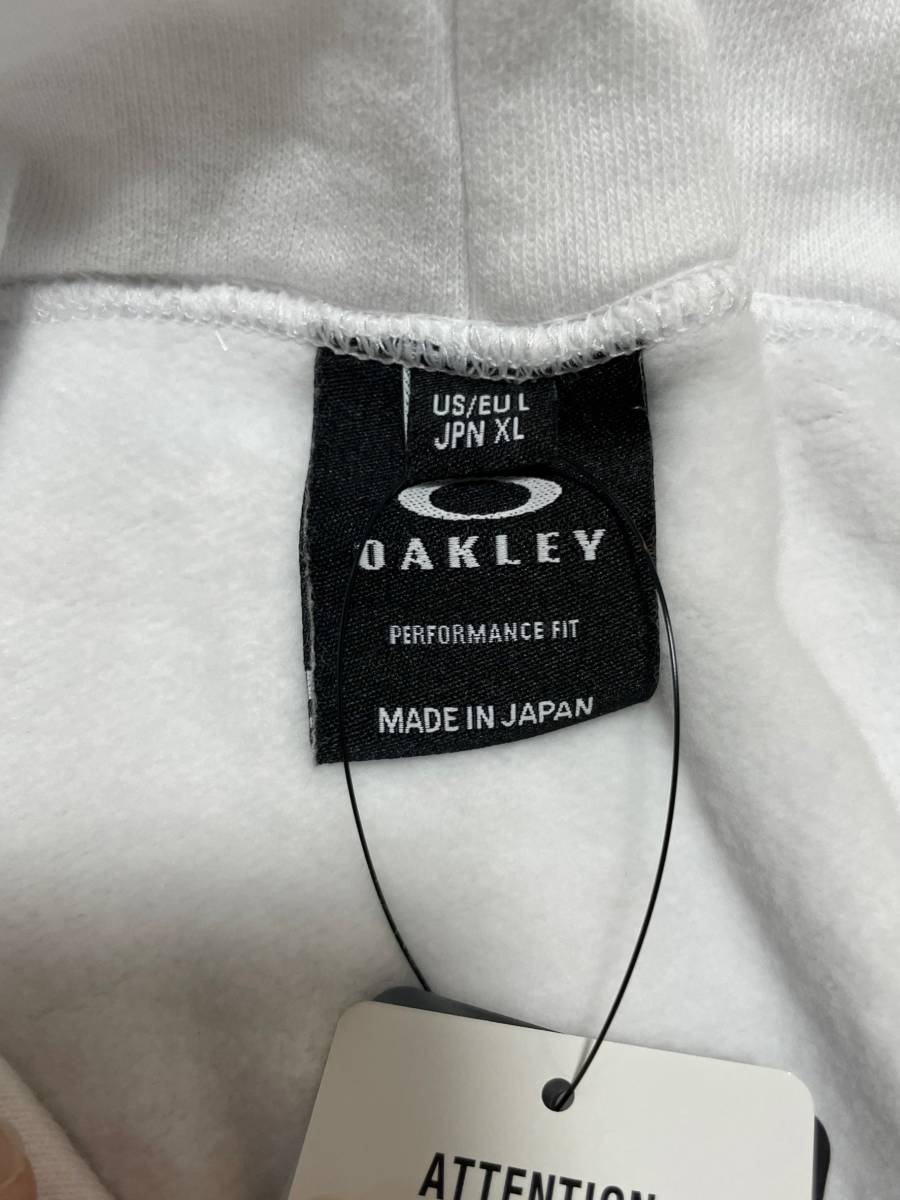 US/EU L
JPN XL
OAKLEY
PERFORMANCE FIT
MADE IN JAPAN
ATTENTION